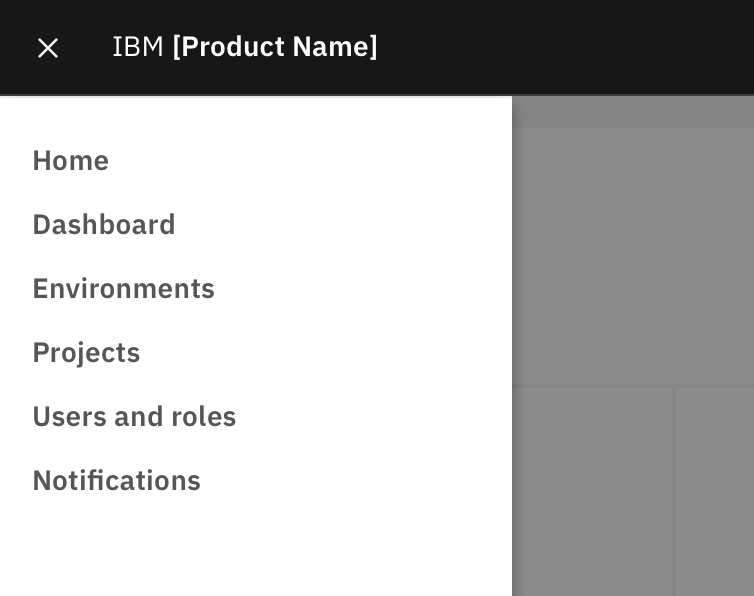 IBM [Product Name]
Home
Dashboard
Environments
Projects
Users and roles
Notifications